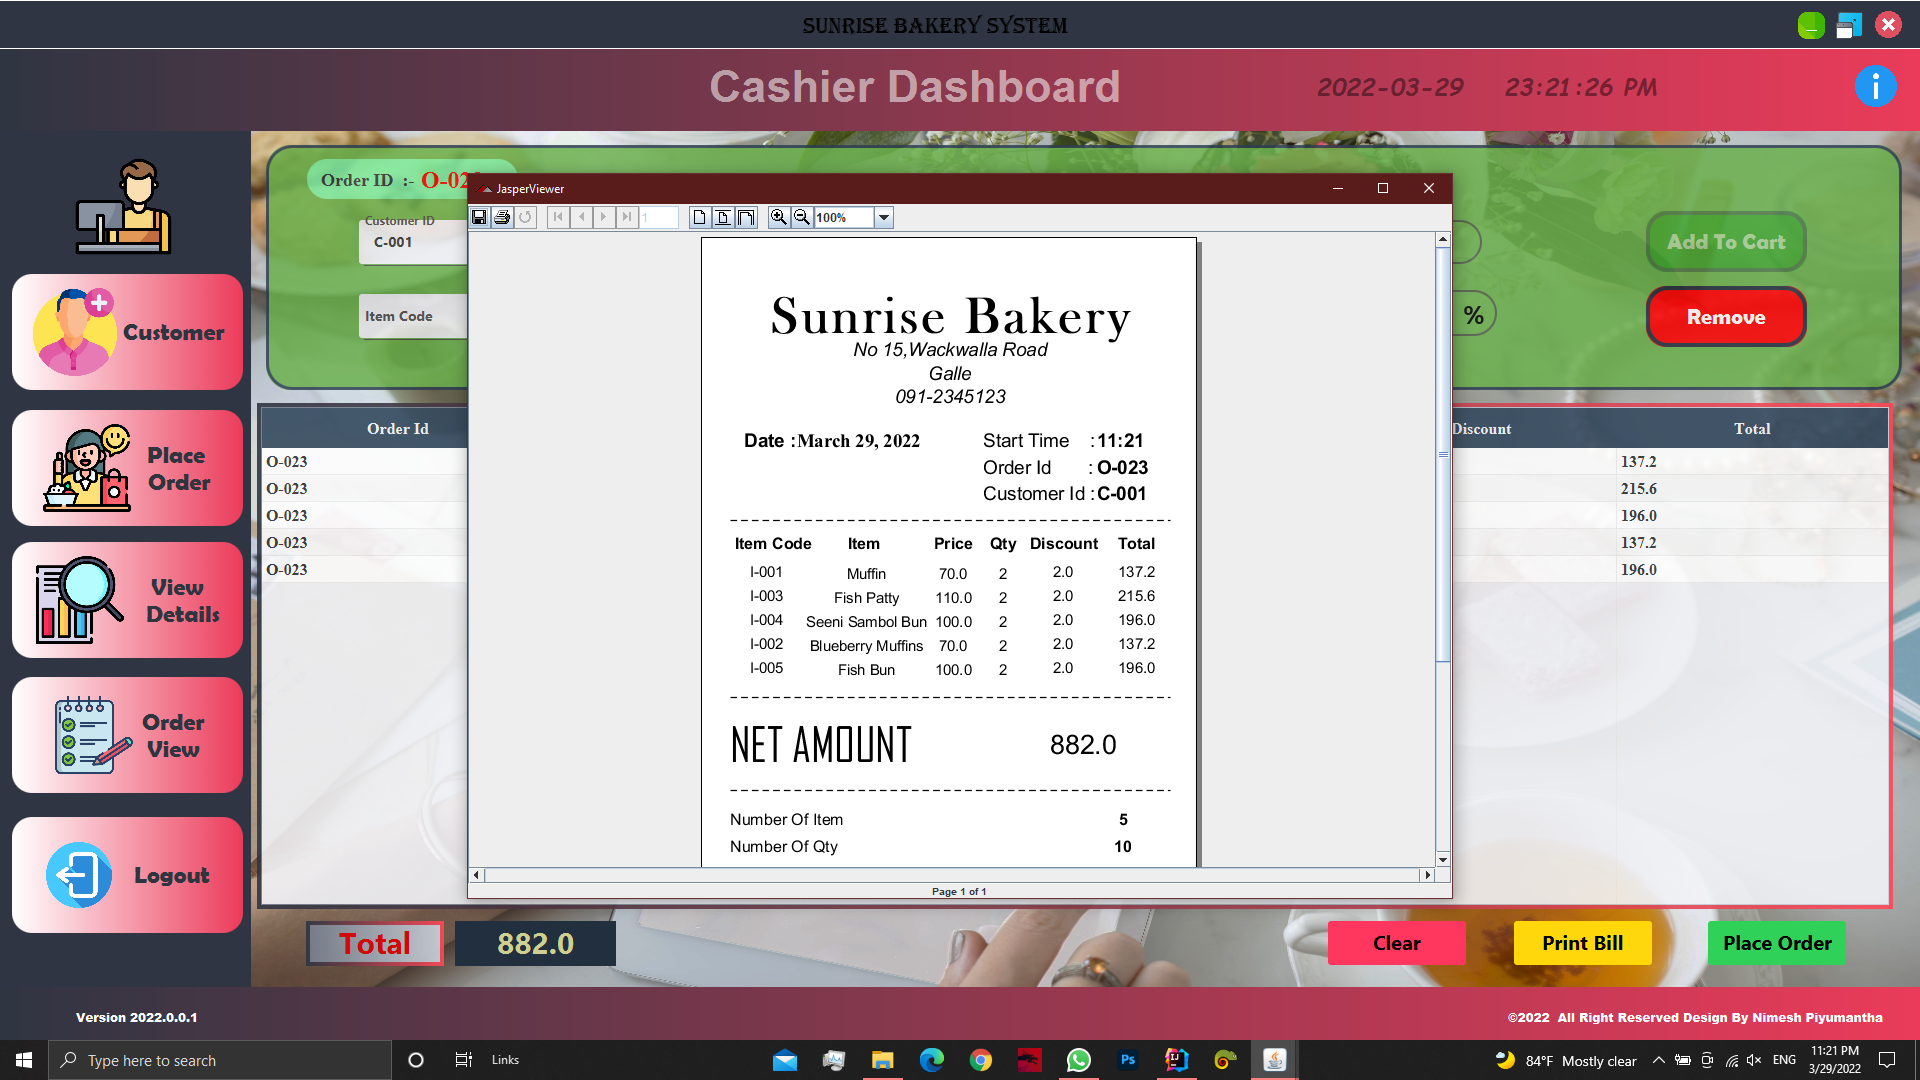 SUNRISE BAKERY SYSTEM
Cashier Dashboard
2022-03-29 23:21:26 PM
Order ID :- O-02
Customer ID
C-001
Item Code
Add To Cart
%
Remove
Customer
Place
Order
View
Details
Order
View
Logout
Order Id
Discount
Total
O-023
137.2
O-023
215.6
O-023
196.0
O-023
137.2
O-023
196.0
JasperViewer
1
100%
Sunrise Bakery
No 15,Wackwalla Road
Galle
091-2345123
Date :March 29, 2022
Start Time :11:21
Order Id :O-023
Customer Id :C-001
Item Code Item Price Qty Discount Total
I-001 Muffin 70.0 2 2.0 137.2
I-003 Fish Patty 110.0 2 2.0 215.6
I-004 Seeni Sambol Bun 100.0 2 2.0 196.0
I-002 Blueberry Muffins 70.0 2 2.0 137.2
I-005 Fish Bun 100.0 2 2.0 196.0
NET AMOUNT 882.0
Number Of Item 5
Number Of Qty 10
Page 1 of 1
Total 882.0
Clear
Print Bill
Place Order
Version 2022.0.0.1
©2022 All Right Reserved Design By Nimesh Piyumantha
Type here to search
Links
Ps
84°F Mostly clear
ENG
11:21 PM
3/29/2022